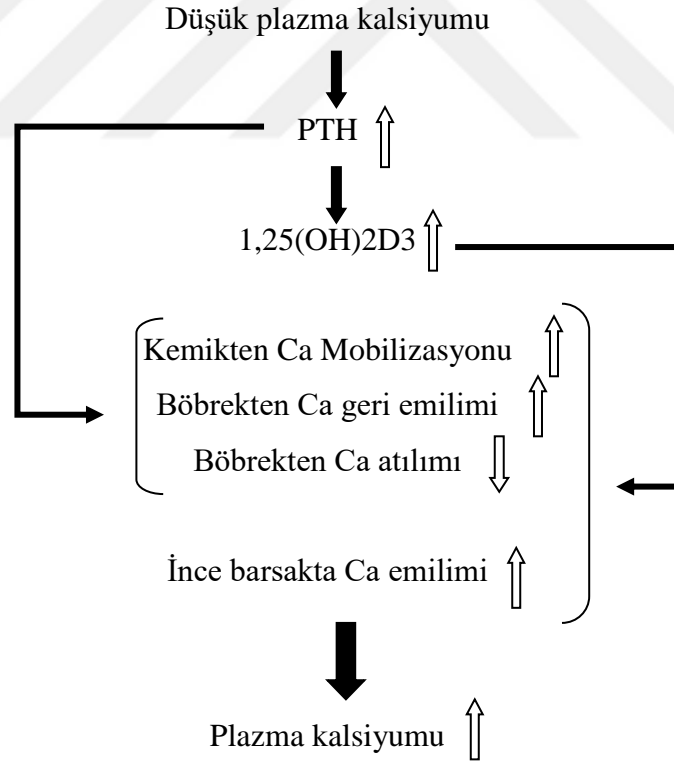 Düşük plazma kalsiyumu
PTH
1,25(OH)2D3
Kemikten Ca Mobilizasyonu
Böbrekten Ca geri emilimi
Böbrekten Ca atılımı
İnce barsakta Ca emilimi
Plazma kalsiyumu